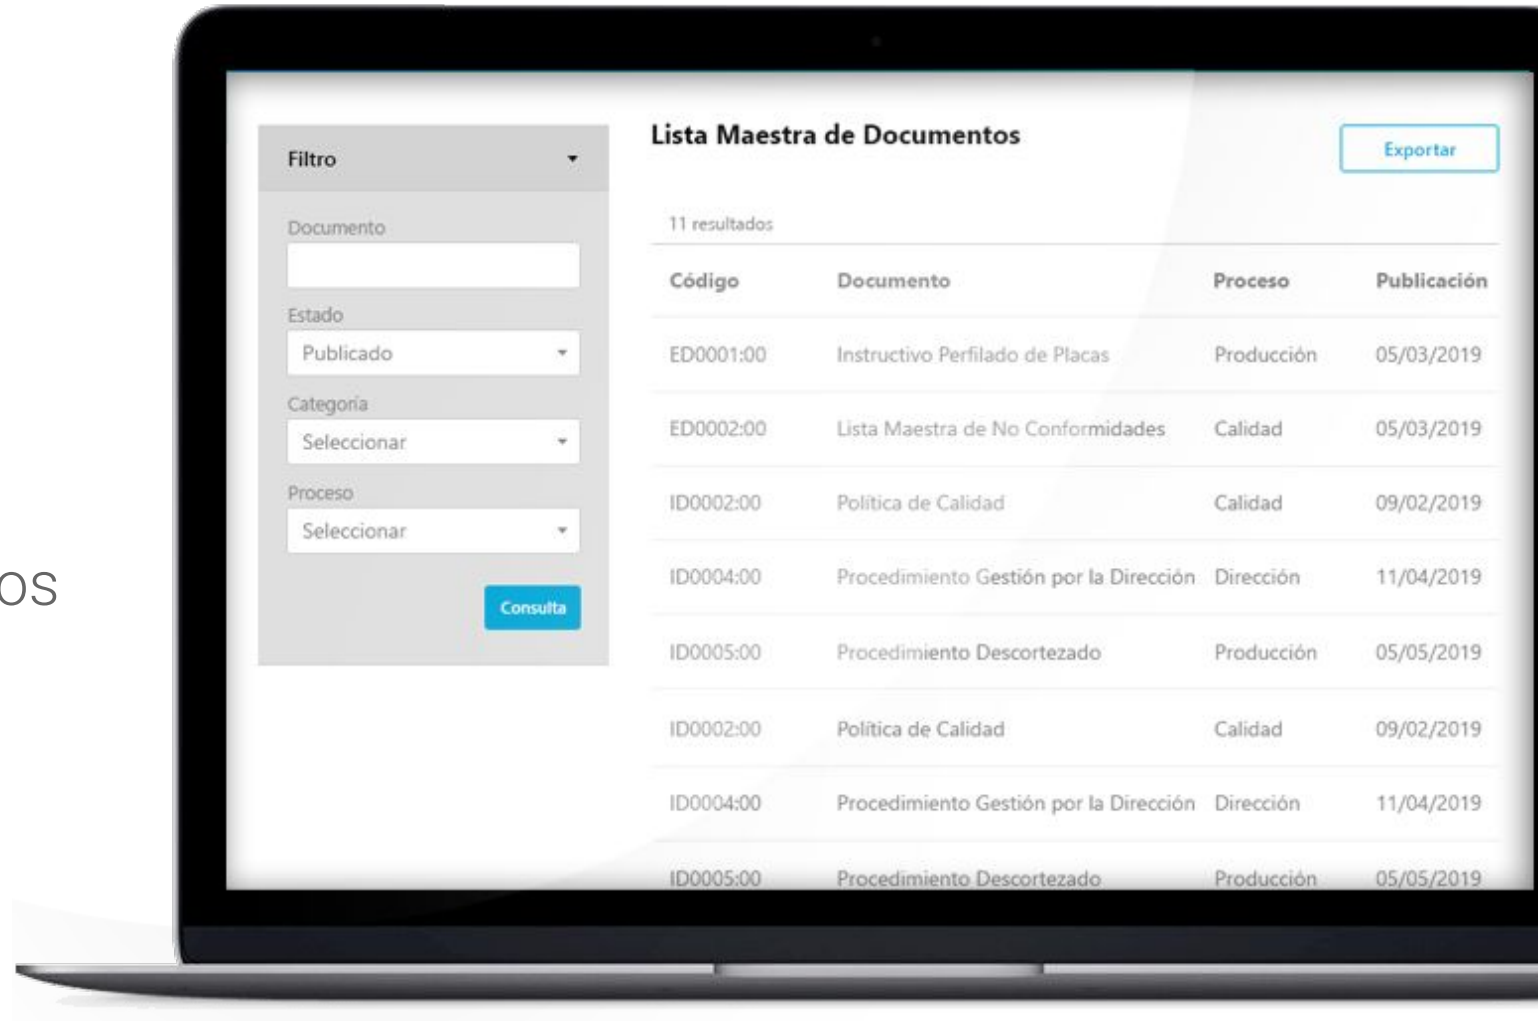 os
Filtro
Documento
Estado
Publicado
Categoría
Seleccionar
Proceso
Seleccionar
Consulta
Lista Maestra de Documentos
Exportar
11 resultados
Código Documento Proceso Publicación
ED0001:00 Instructivo Perfilado de Placas Producción 05/03/2019
ED0002:00 Lista Maestra de No Conformidades Calidad 05/03/2019
ID0002:00 Política de Calidad Calidad 09/02/2019
ID0004:00 Procedimiento Gestión por la Dirección Dirección 11/04/2019
ID0005:00 Procedimiento Descortezado Producción 05/05/2019
ID0002:00 Política de Calidad Calidad 09/02/2019
ID0004:00 Procedimiento Gestión por la Dirección Dirección 11/04/2019
ID0005:00 Procedimiento Descortezado Producción 05/05/2019